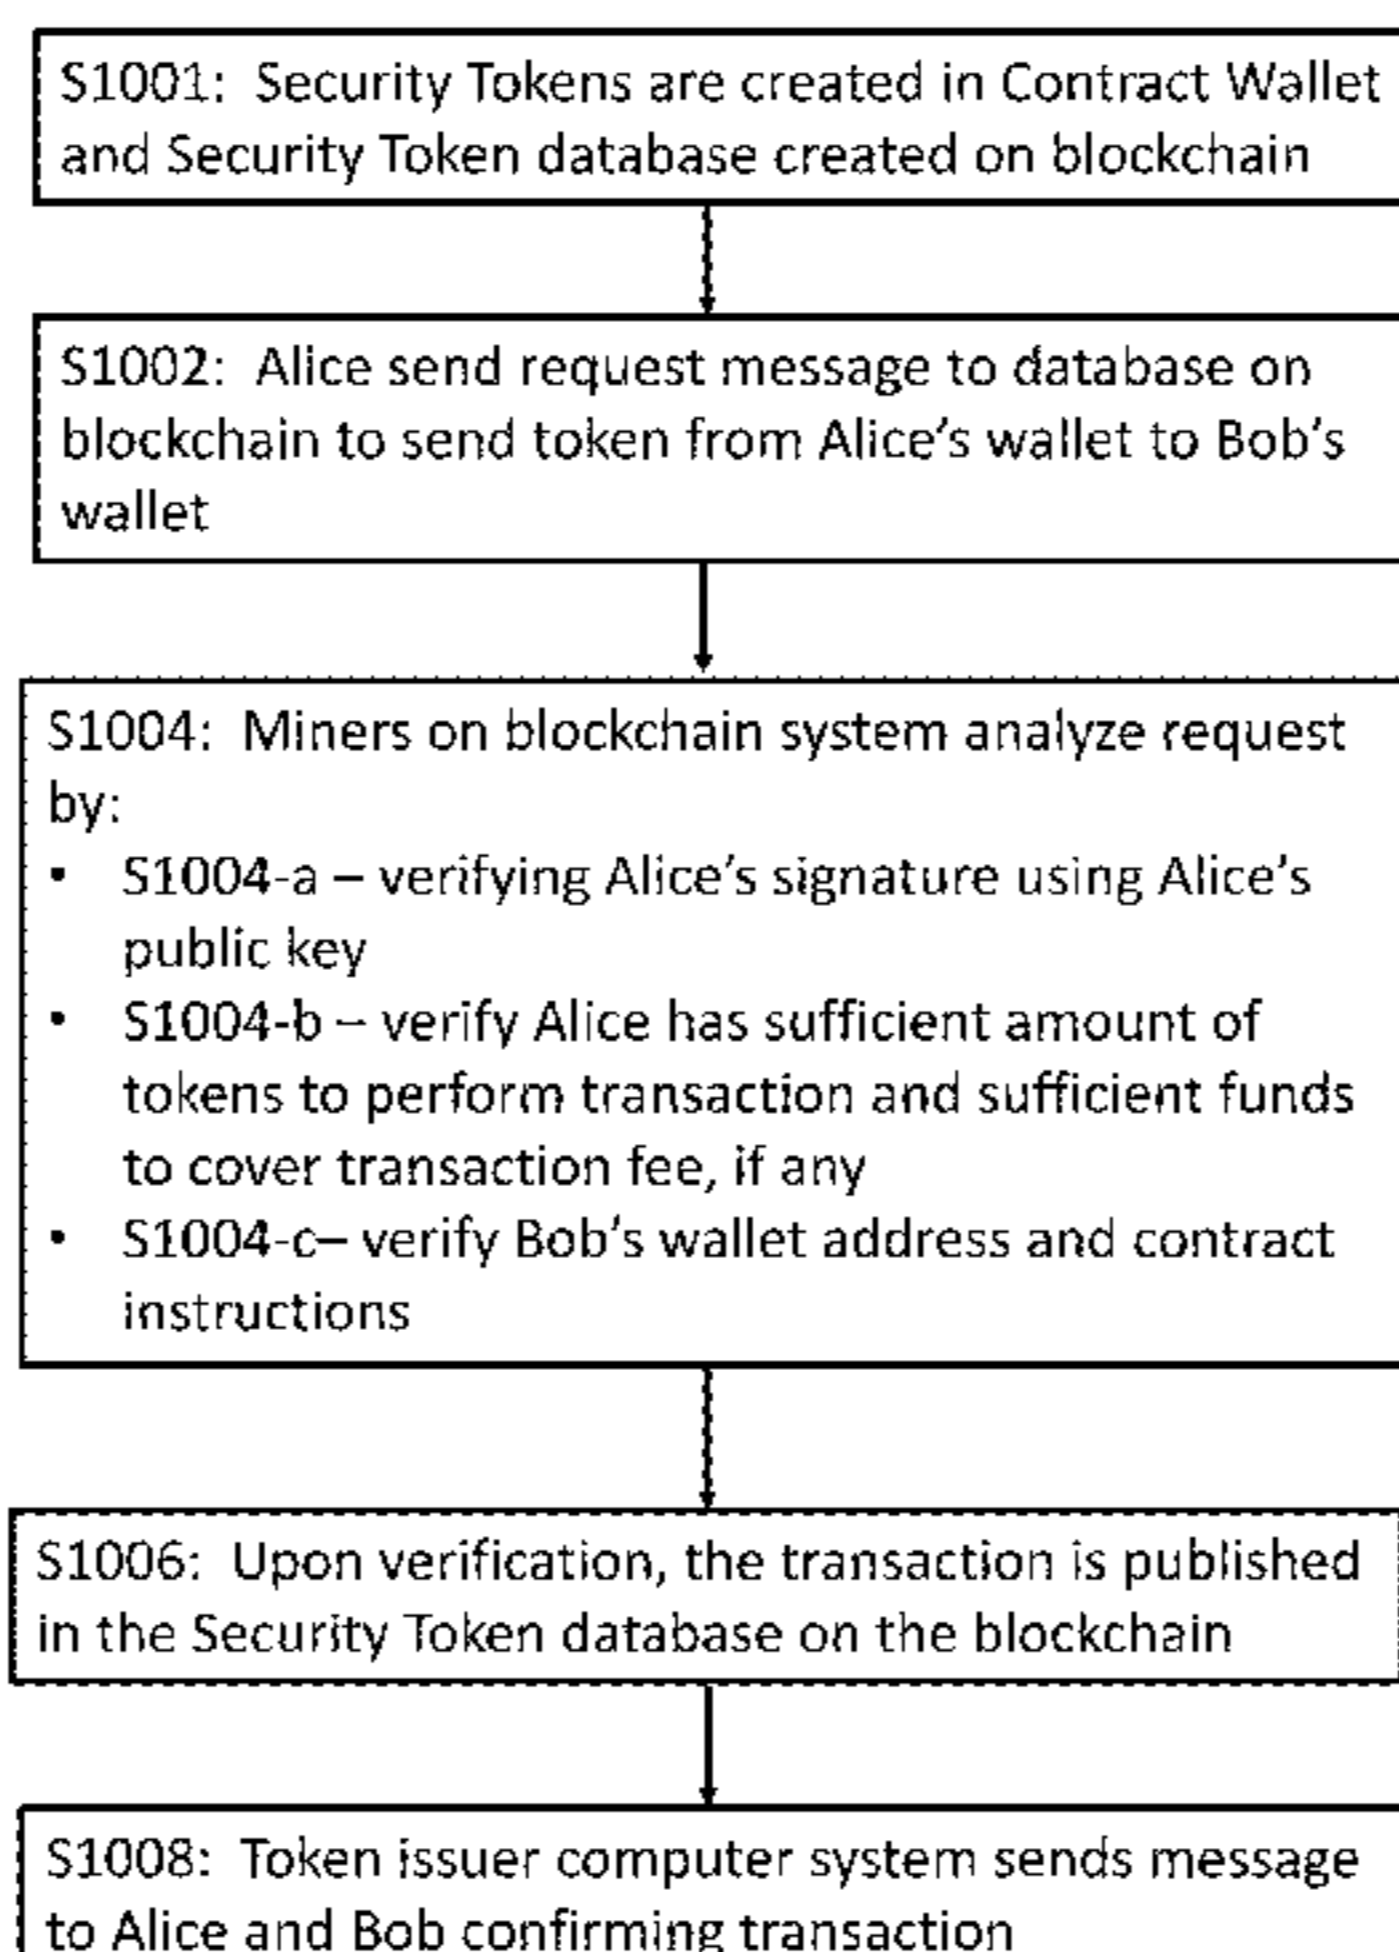 S1001: Security Tokens are created in Contract Wallet
and Security Token database created on blockchain
S1002: Alice send request message to database on
blockchain to send token from Alice's wallet to Bob's
wallet
S1004: Miners on blockchain system analyze request
by:
• S1004-a – verifying Alice's signature using Alice's
public key
• S1004-b – verify Alice has sufficient amount of
tokens to perform transaction and sufficient funds
to cover transaction fee, if any
• S1004-c– verify Bob's wallet address and contract
instructions
S1006: Upon verification, the transaction is published
in the Security Token database on the blockchain
S1008: Token issuer computer system sends message
to Alice and Bob confirming transaction